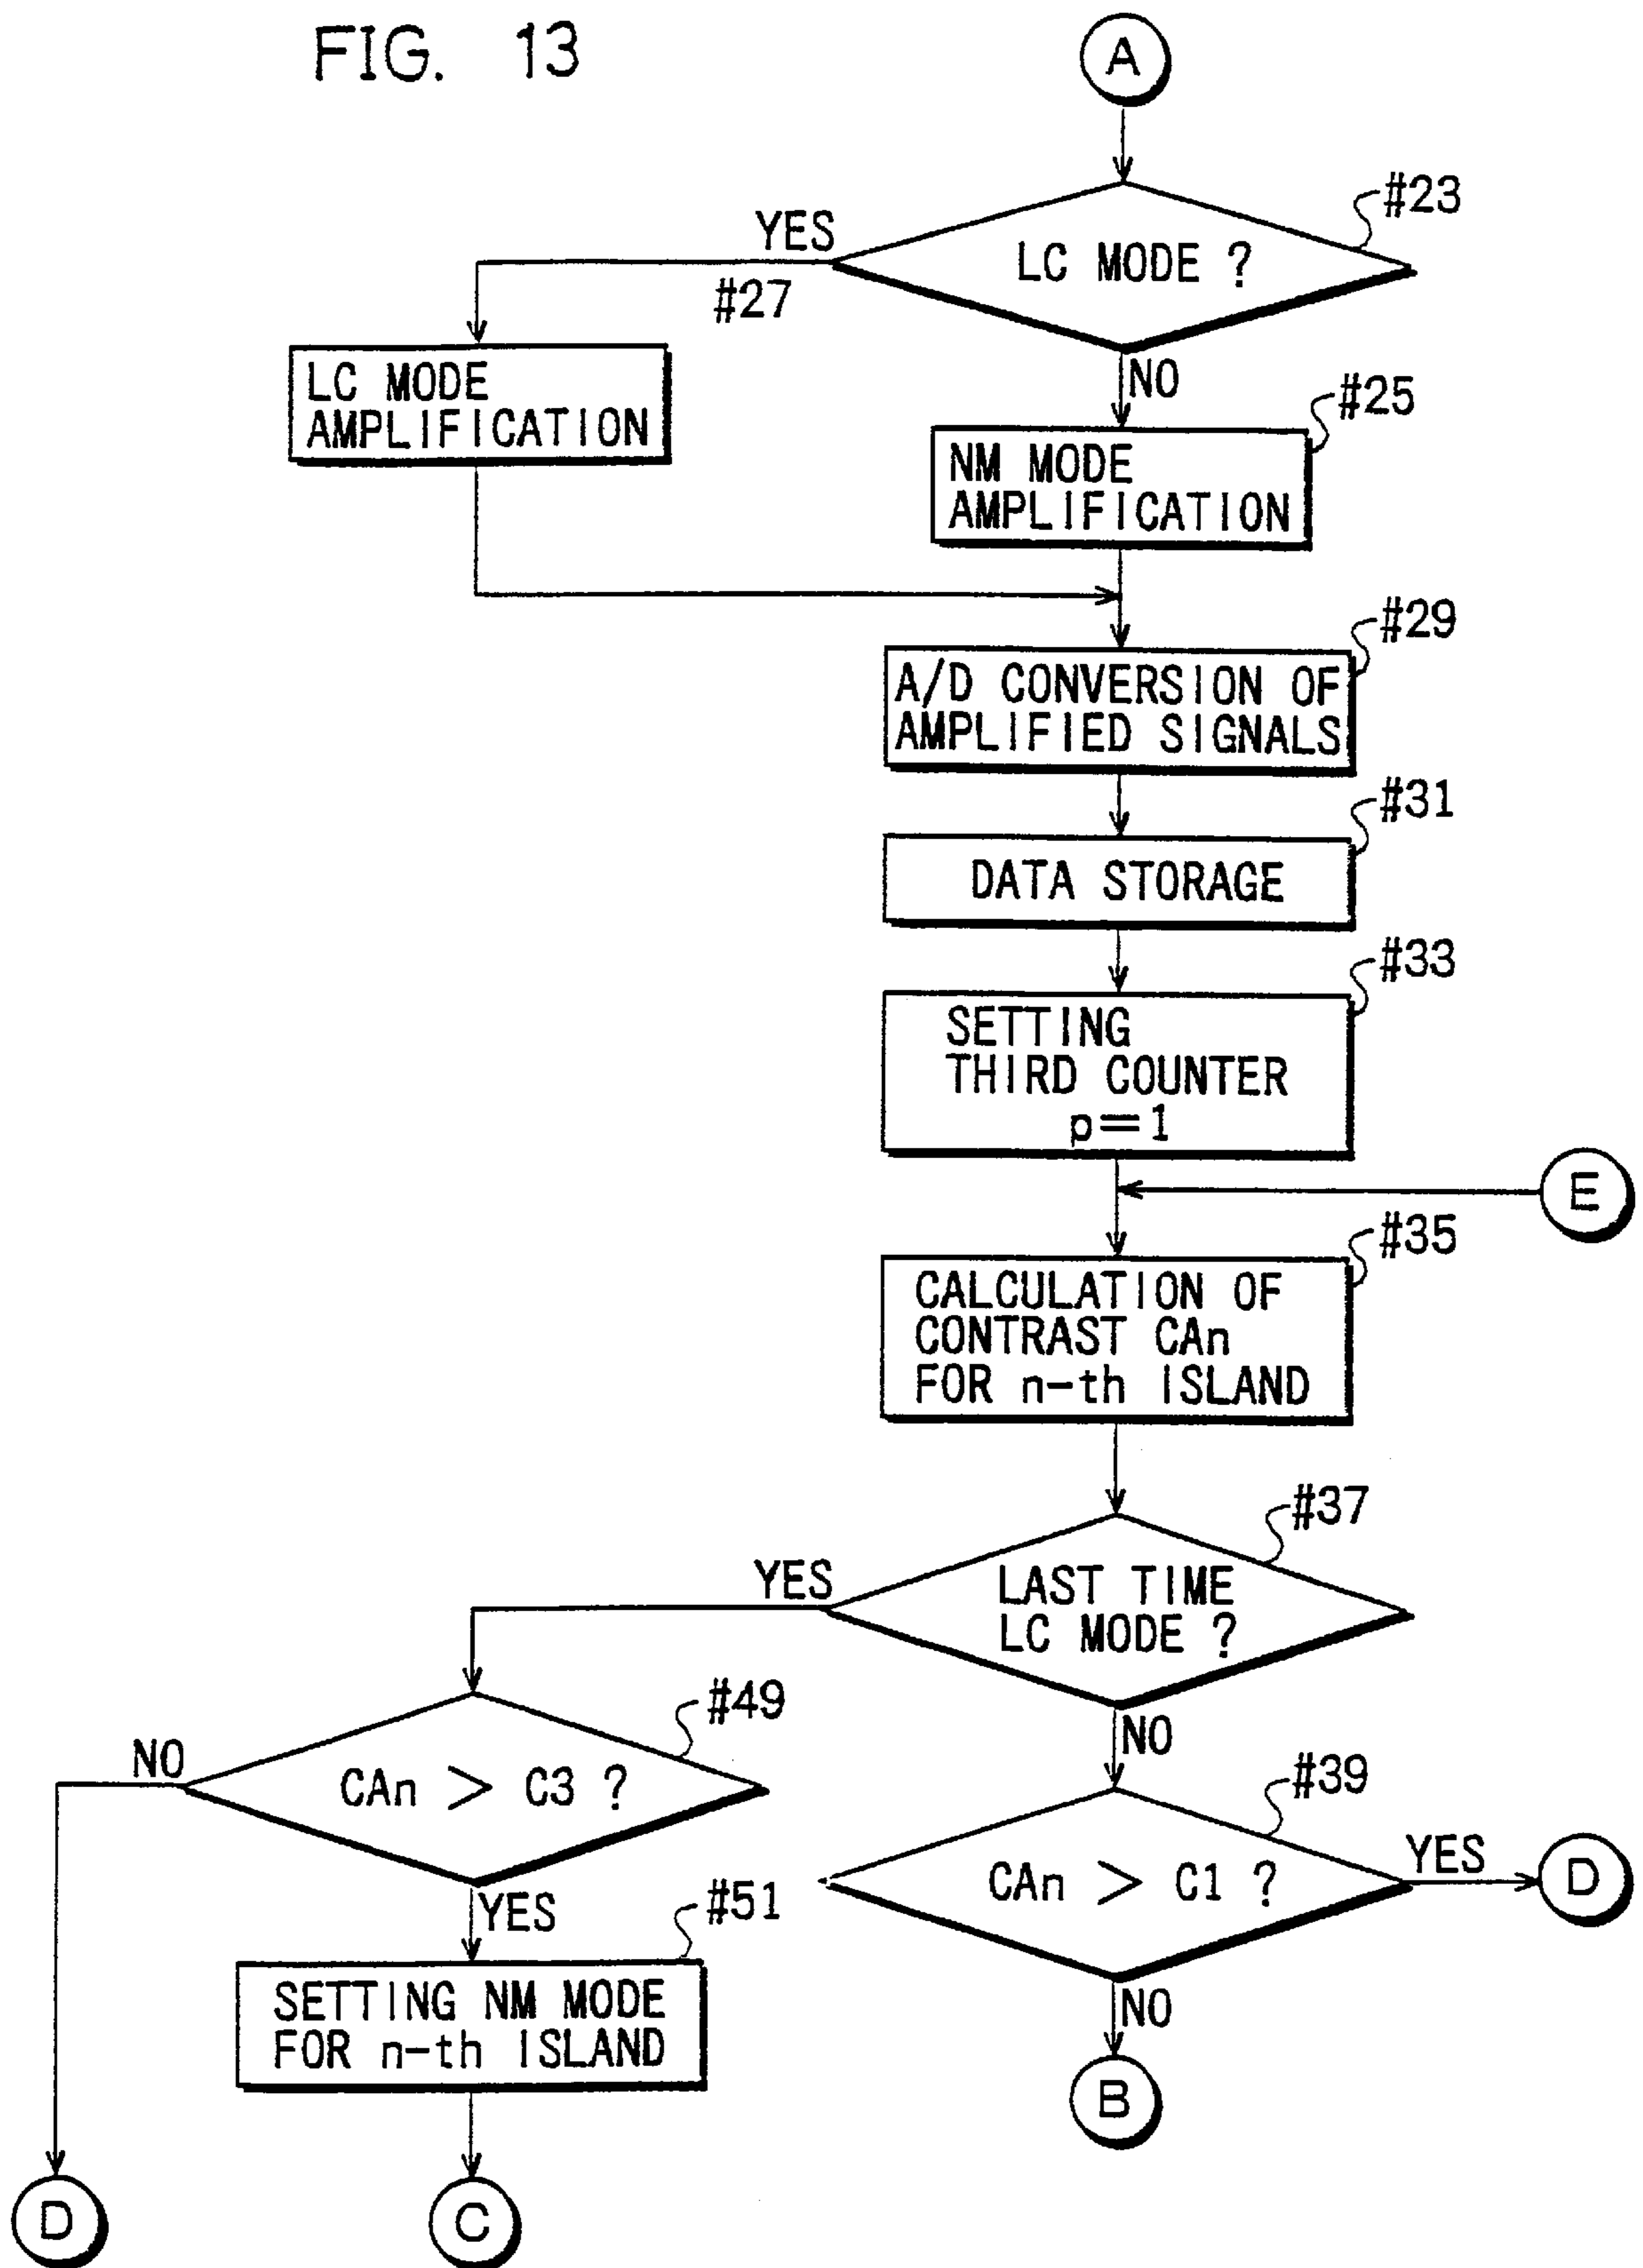 FIG. 13
A
#23
YES
LC MODE ?
#27
LC MODE
AMPLIFICATION
NO
#25
NM MODE
AMPLIFICATION
#29
A/D CONVERSION OF
AMPLIFIED SIGNALS
#31
DATA STORAGE
#33
SETTING
THIRD COUNTER
p=1
E
#35
CALCULATION OF
CONTRAST CAn
FOR n-th ISLAND
#37
YES
LAST TIME
LC MODE ?
#49
NO
NO
CAn > C3 ?
#39
YES
CAn > C1 ?
D
YES
#51
SETTING NM MODE
FOR n-th ISLAND
NO
B
D
C